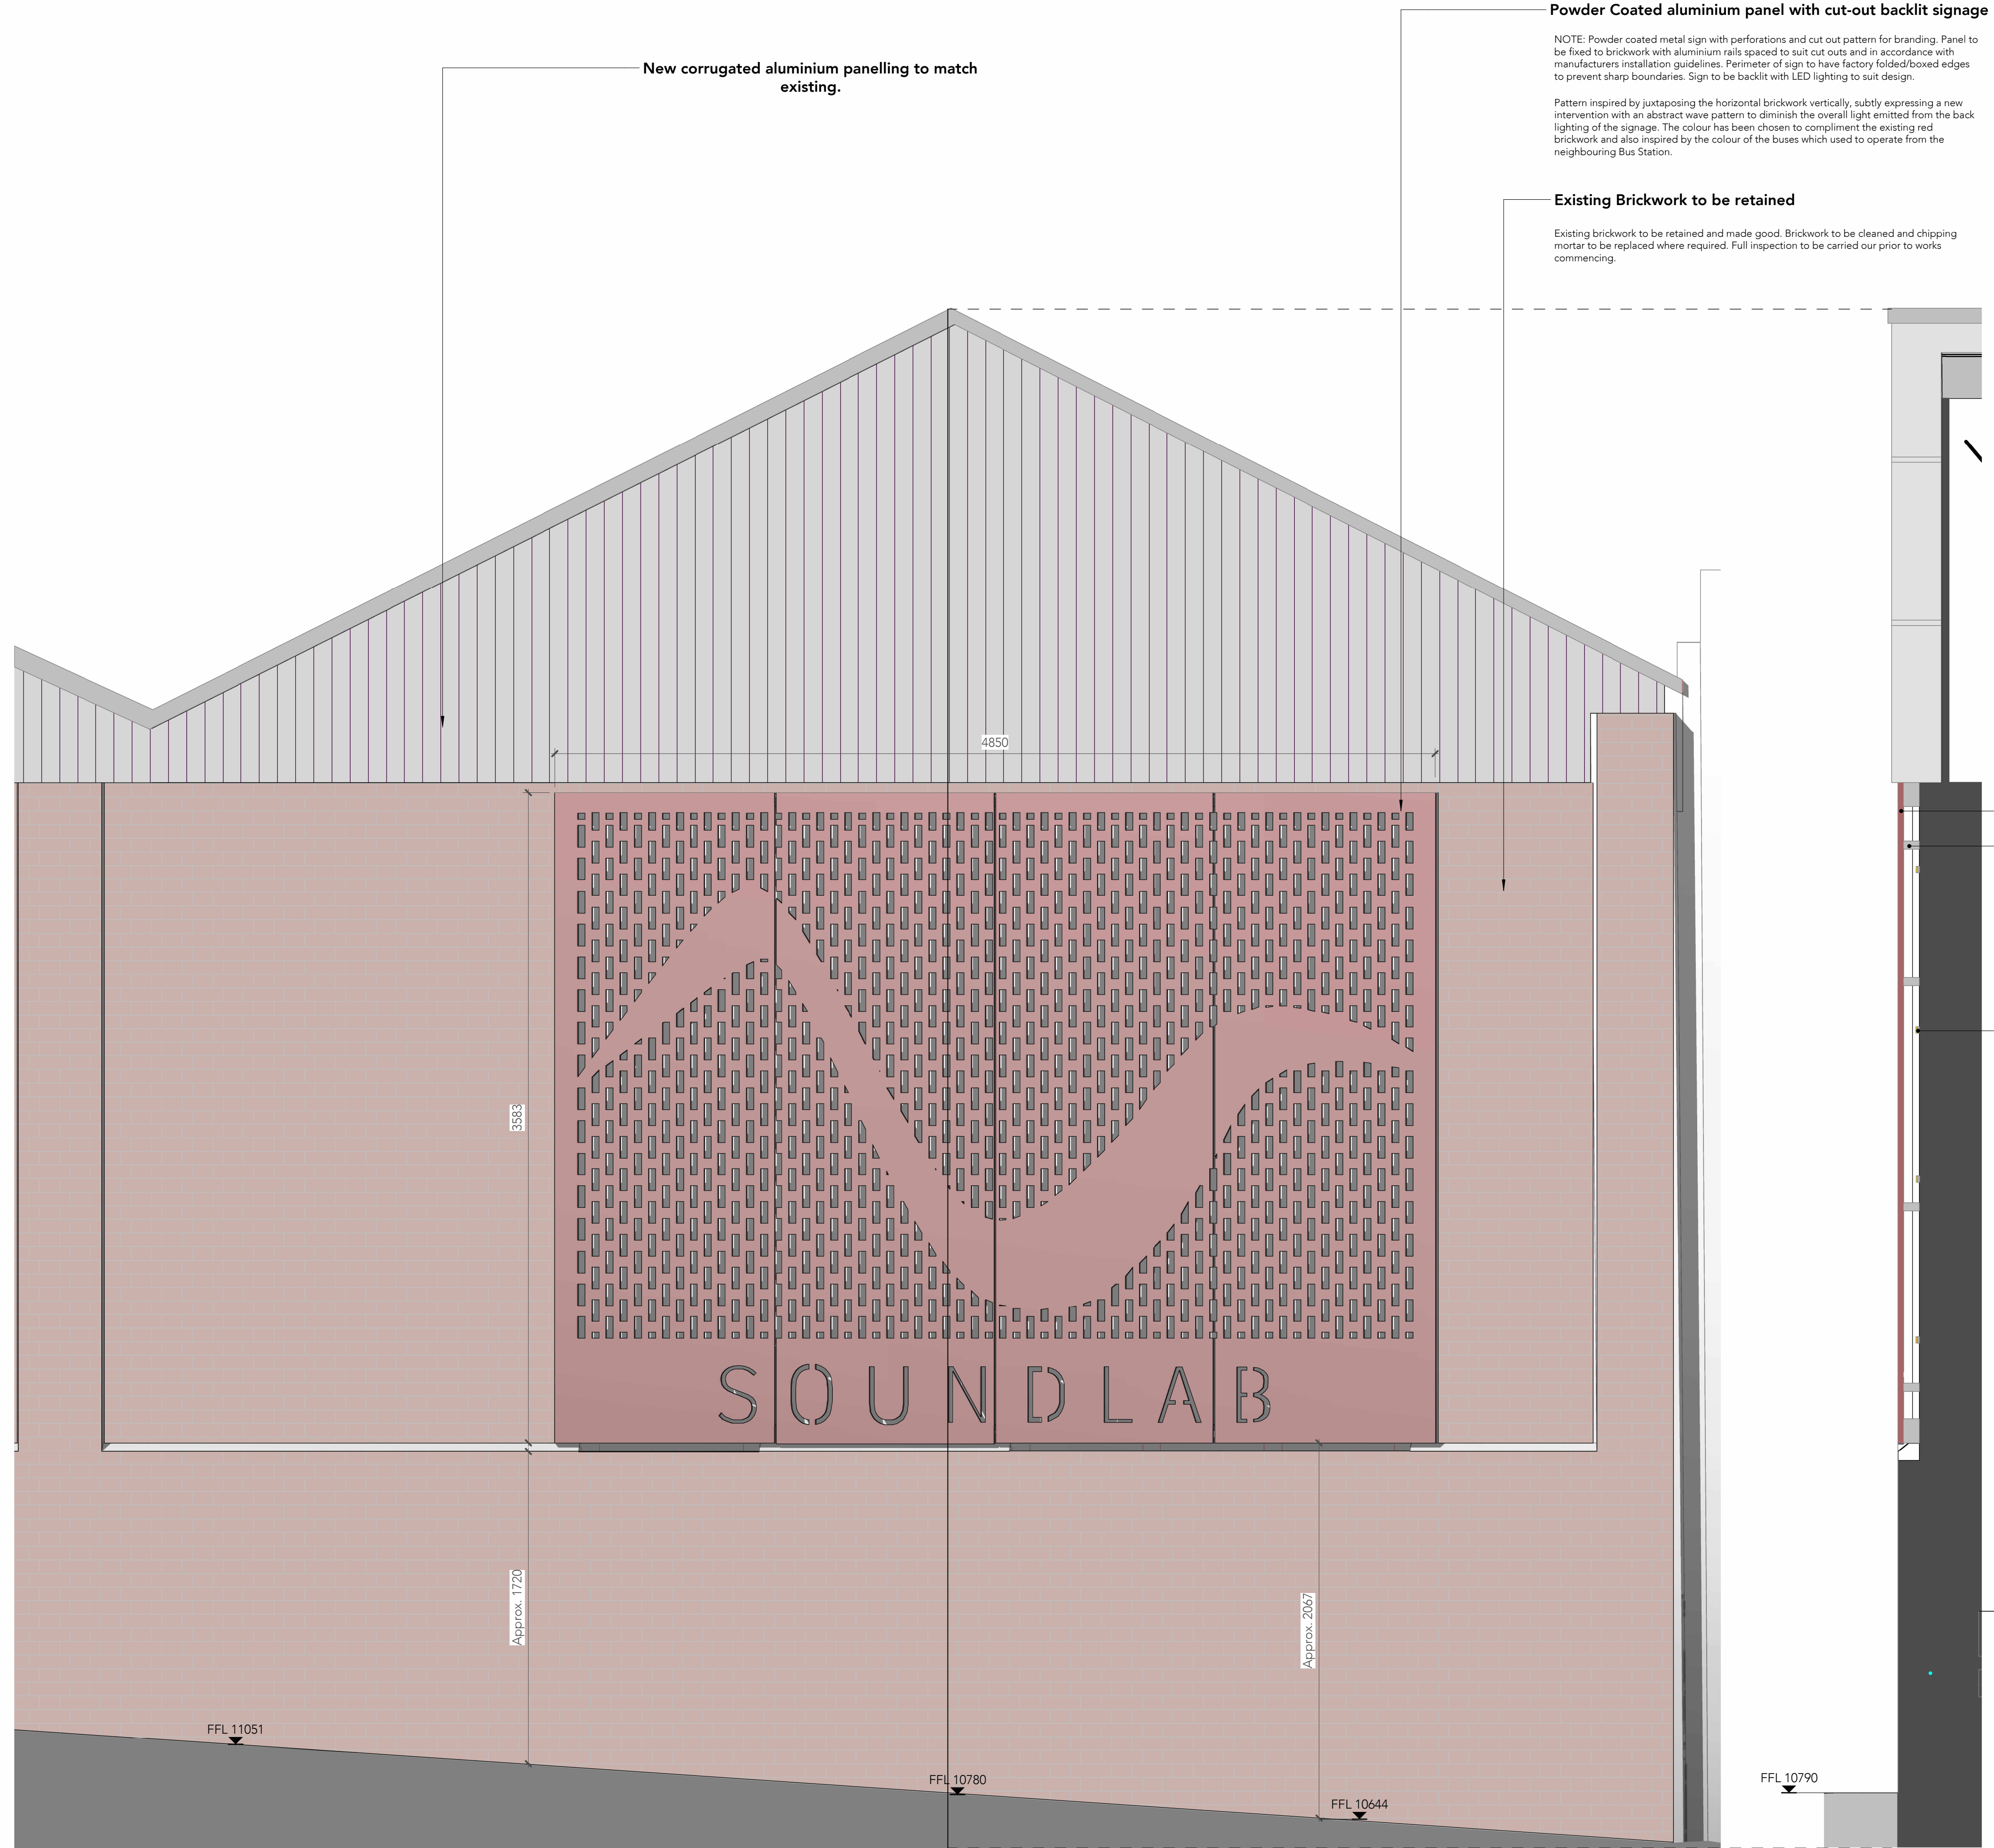 Powder Coated aluminium panel with cut-out backlit signage
NOTE: Powder coated metal sign with perforations and cut out pattern for branding. Panel to
be fixed to brickwork with aluminium rails spaced to suit cut outs and in accordance with
manufacturers installation guidelines. Perimeter of sign to have factory folded/boxed edges
to prevent sharp boundaries. Sign to be backlit with LED lighting to suit design.
Pattern inspired by juxtaposing the horizontal brickwork vertically, subtly expressing a new
intervention with an abstract wave pattern to diminish the overall light emitted from the back
lighting of the signage. The colour has been chosen to compliment the existing red
brickwork and also inspired by the colour of the buses which used to operate from the
neighbouring Bus Station.
New corrugated aluminium panelling to match
existing.
Existing Brickwork to be retained
Existing brickwork to be retained and made good. Brickwork to be cleaned and chipping
mortar to be replaced where required. Full inspection to be carried our prior to works
commencing.
4850
3583
SOUNDLAB
Approx. 1720
Approx. 2067
FFL 11051
FFL 10780
FFL 10644
FFL 10790